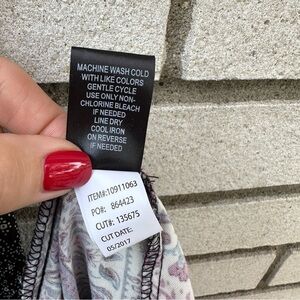 MACHINE WASH COLD
WITH LIKE COLORS
GENTLE CYCLE
USE ONLY NON-
CHLORINE BLEACH
IF NEEDED
LINE DRY
COOL IRON
ON REVERSE
IF NEEDED
ITEM#:10911063
PO#: 864423
CUT#: 135675
CUT DATE:
05/2017